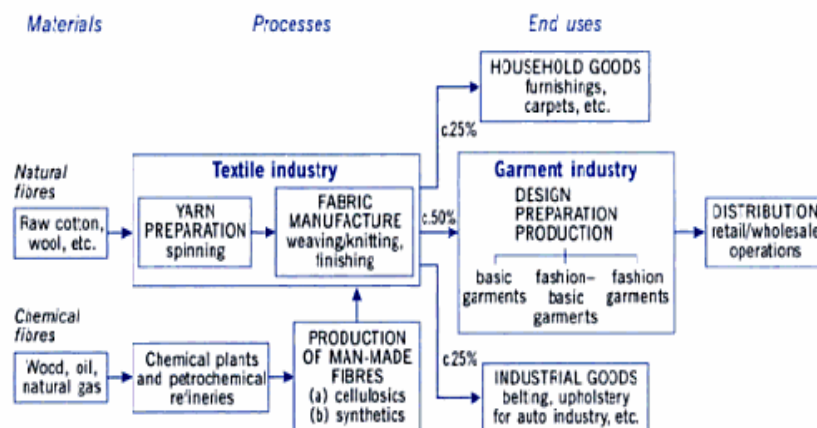 Materials
Processes
End uses
HOUSEHOLD GOODS
furnishings,
carpets, etc.
c.25%
Natural
fibres
Raw cotton,
wool, etc.
Textile industry
YARN
PREPARATION
spinning
FABRIC
MANUFACTURE
weaving/knitting,
finishing
c.50%
Garment industry
DESIGN
PREPARATION
PRODUCTION
basic
garments
fashion–
basic
garments
fashion
garments
DISTRIBUTION
retail/wholesale
operations
Chemical
fibres
Wood, oil,
natural gas
Chemical plants
and petrochemical
refineries
PRODUCTION
OF MAN-MADE
FIBRES
(a) cellulosics
(b) synthetics
c.25%
INDUSTRIAL GOODS
belting, upholstery
for auto industry, etc.